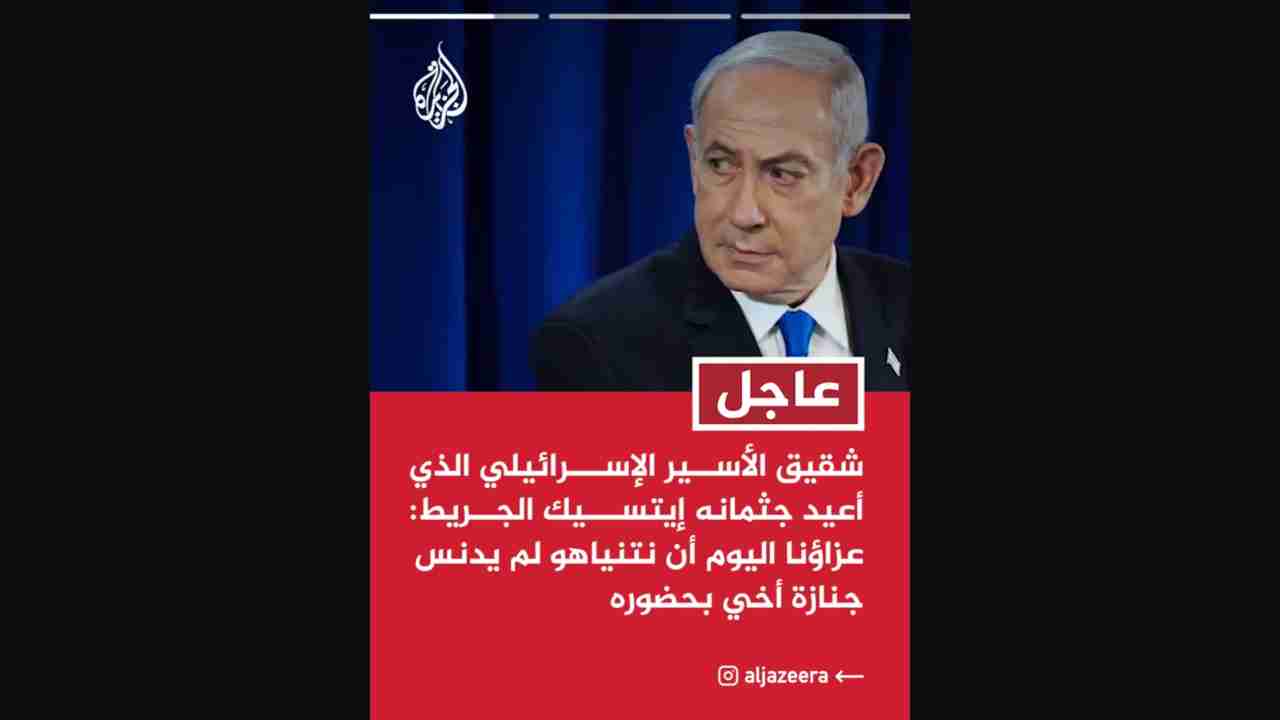 الجزيرة
عاجل
شقيق الأسير الإسرائيلي الذي
أعيد جثمانه إيتسيك الجريط:
عزاؤنا اليوم أن نتنياهو لم يدنس
جنازة أخي بحضوره
aljazeera